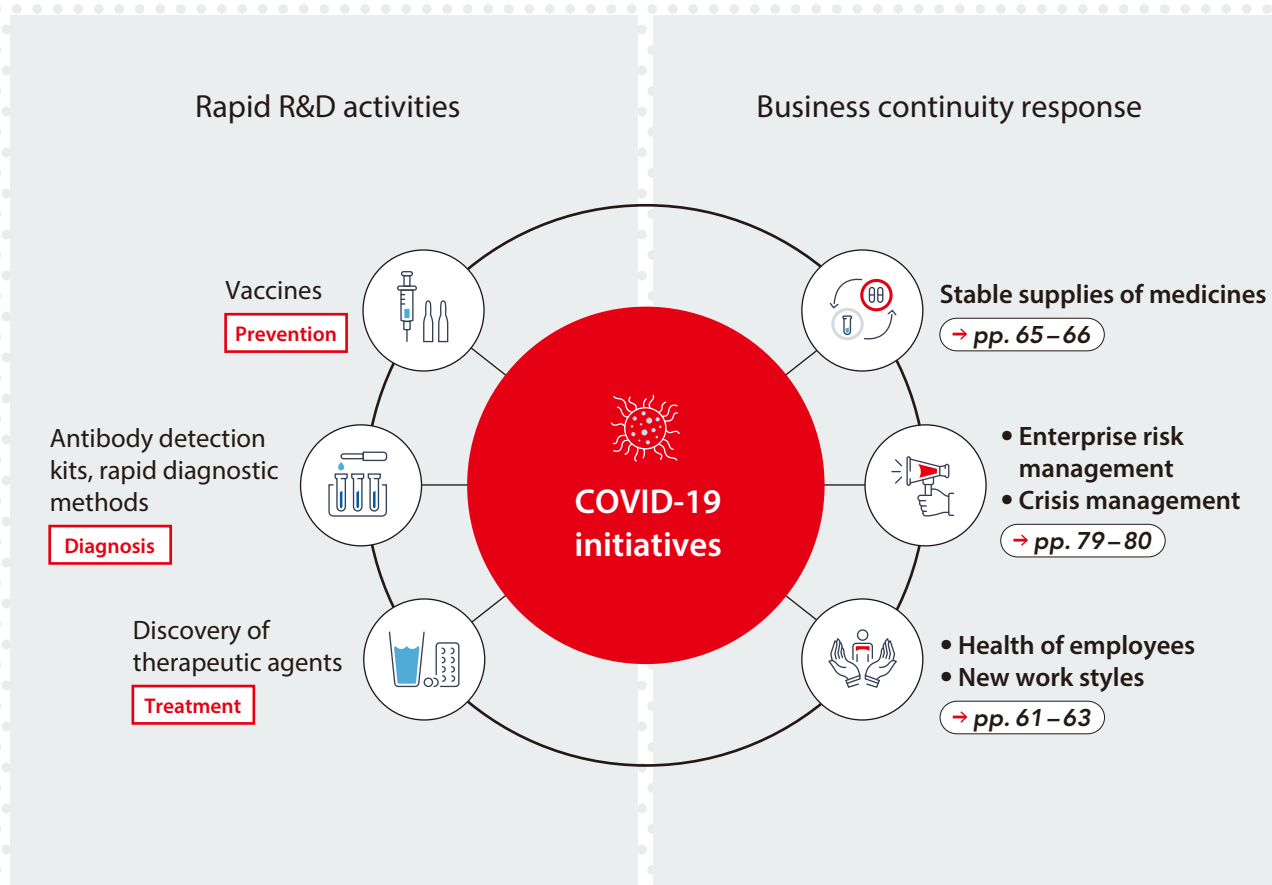 Rapid R&D activities
Vaccines
Prevention
Antibody detection
kits, rapid diagnostic
methods
Diagnosis
Discovery of
therapeutic agents
Treatment
COVID-19
initiatives
Business continuity response
Stable supplies of medicines
→ pp. 65–66
• Enterprise risk
management
• Crisis management
→ pp. 79–80
• Health of employees
• New work styles
→ pp. 61–63